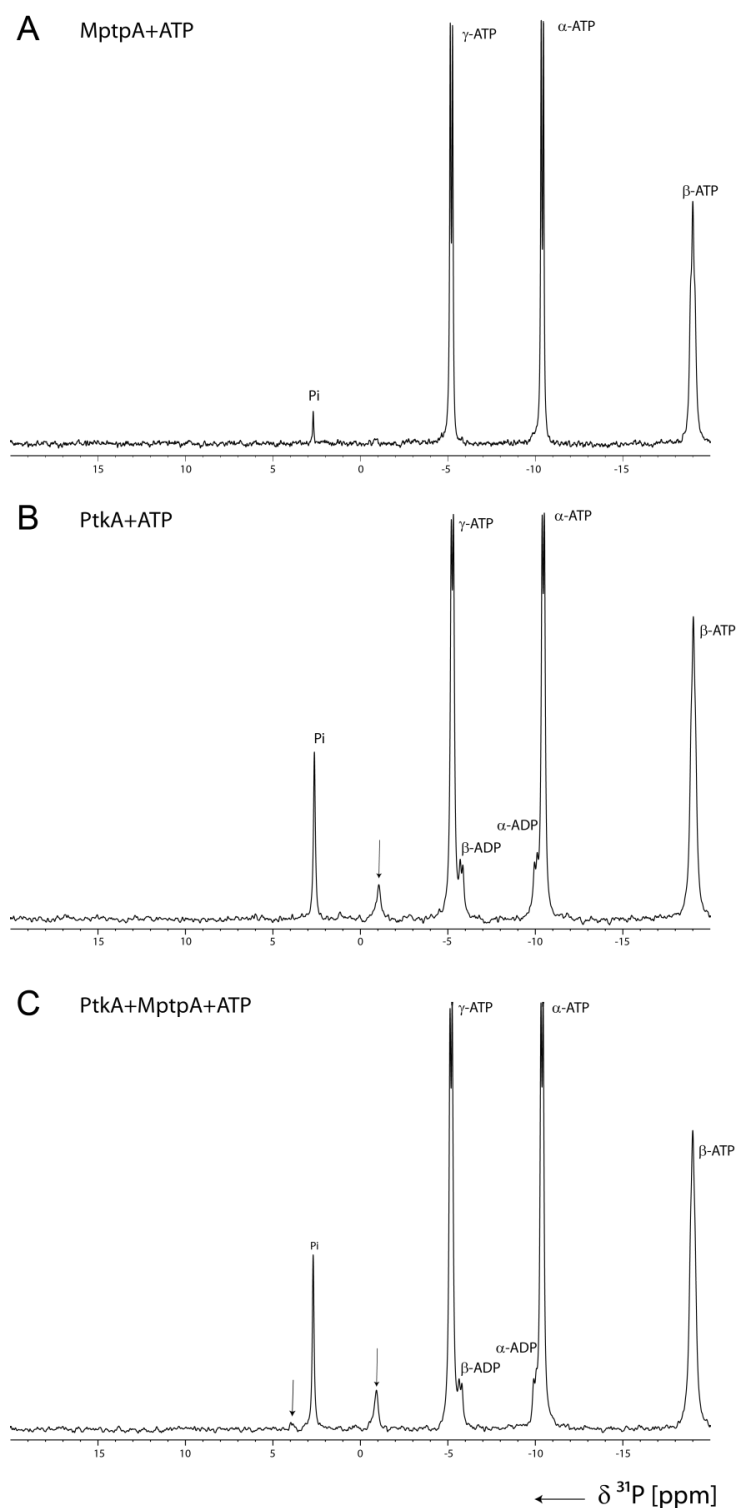 A MptpA+ATP
γ-ATP α-ATP
β-ATP
Pi
15 10 5 0 -5 -10 -15
B PtkA+ATP
γ-ATP α-ATP
β-ATP
Pi
α-ADP
β-ADP
15 10 5 0 -5 -10 -15
C PtkA+MptpA+ATP
γ-ATP α-ATP
β-ATP
Pi
α-ADP
β-ADP
15 10 5 0 -5 -10 -15
← δ ³¹P [ppm]